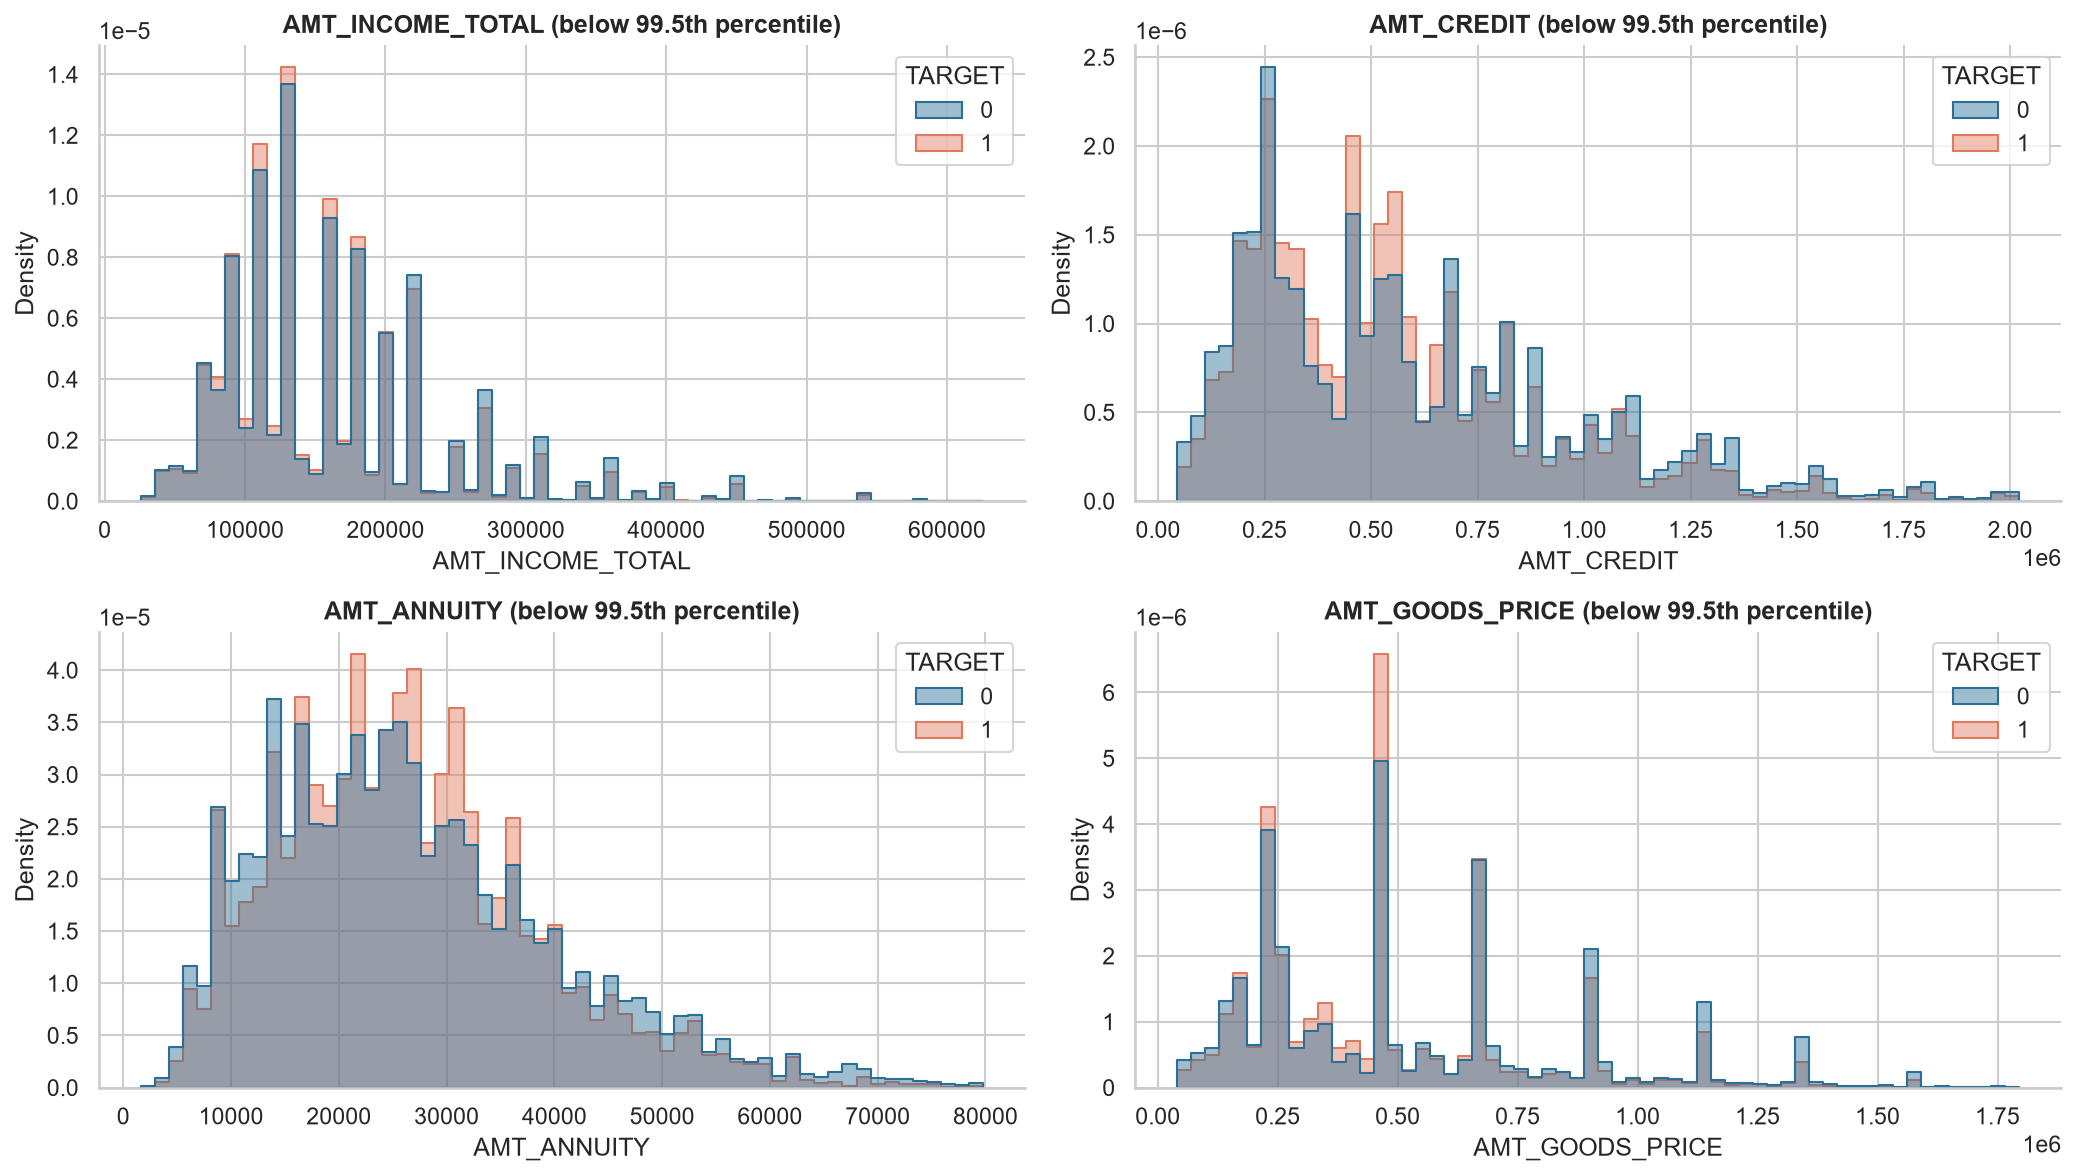 AMT_INCOME_TOTAL (below 99.5th percentile)
1e−5
TARGET
0
1
1.4
1.2
1.0
0.8
0.6
0.4
0.2
0.0
Density
0 100000 200000 300000 400000 500000 600000
AMT_INCOME_TOTAL
AMT_CREDIT (below 99.5th percentile)
1e−6
TARGET
0
1
2.5
2.0
1.5
1.0
0.5
0.0
Density
0.00 0.25 0.50 0.75 1.00 1.25 1.50 1.75 2.00
1e6
AMT_CREDIT
AMT_ANNUITY (below 99.5th percentile)
1e−5
TARGET
0
1
4.0
3.5
3.0
2.5
2.0
1.5
1.0
0.5
0.0
Density
0 10000 20000 30000 40000 50000 60000 70000 80000
AMT_ANNUITY
AMT_GOODS_PRICE (below 99.5th percentile)
1e−6
TARGET
0
1
6
5
4
3
2
1
0
Density
0.00 0.25 0.50 0.75 1.00 1.25 1.50 1.75
1e6
AMT_GOODS_PRICE